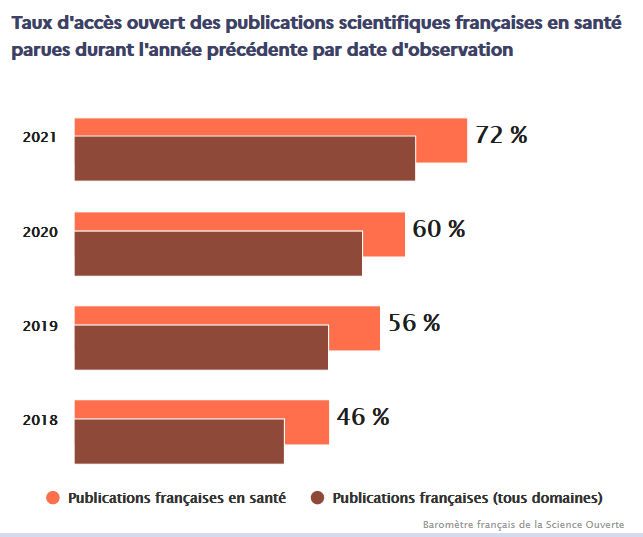 Taux d'accès ouvert des publications scientifiques françaises en santé
parues durant l'année précédente par date d'observation
2021 72 %
2020 60 %
2019 56 %
2018 46 %
Publications françaises en santé Publications françaises (tous domaines)
Baromètre français de la Science Ouverte